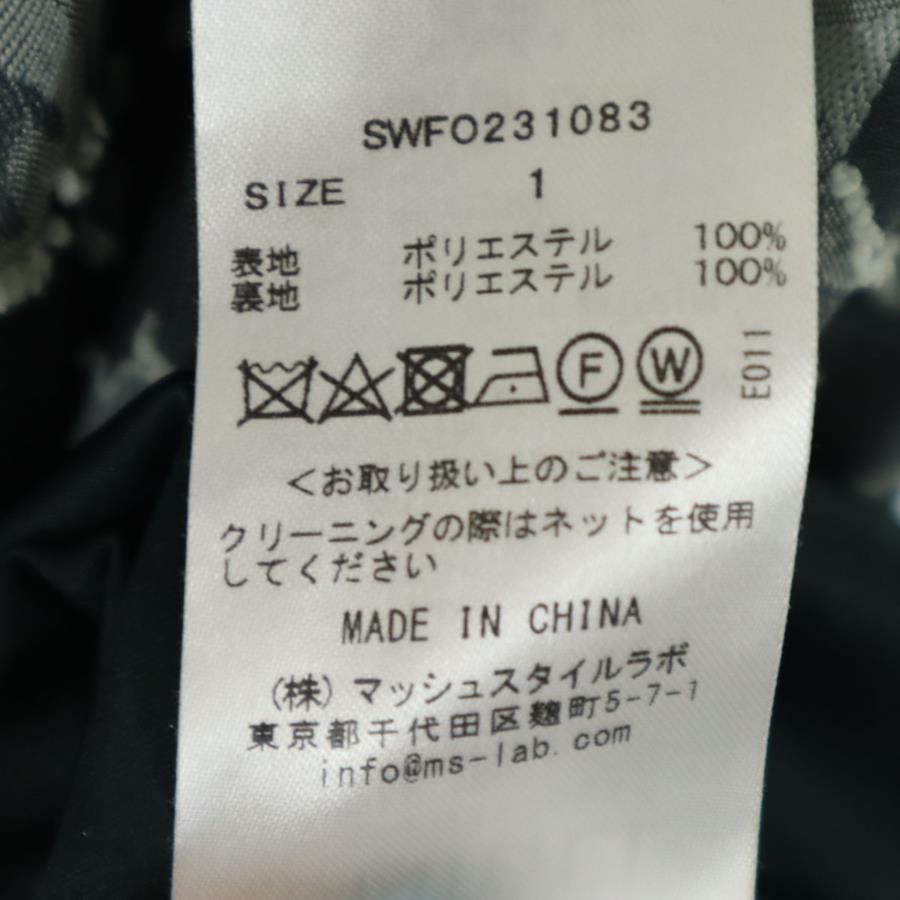 SWFO231083
SIZE 1
表地 ポリエステル 100%
裏地 ポリエステル 100%
F W E011
<お取り扱い上のご注意>
クリーニングの際はネットを使用
してください
MADE IN CHINA
(株)マッシュスタイルラボ
東京都千代田区麹町5-7-1
info@ms-lab.com